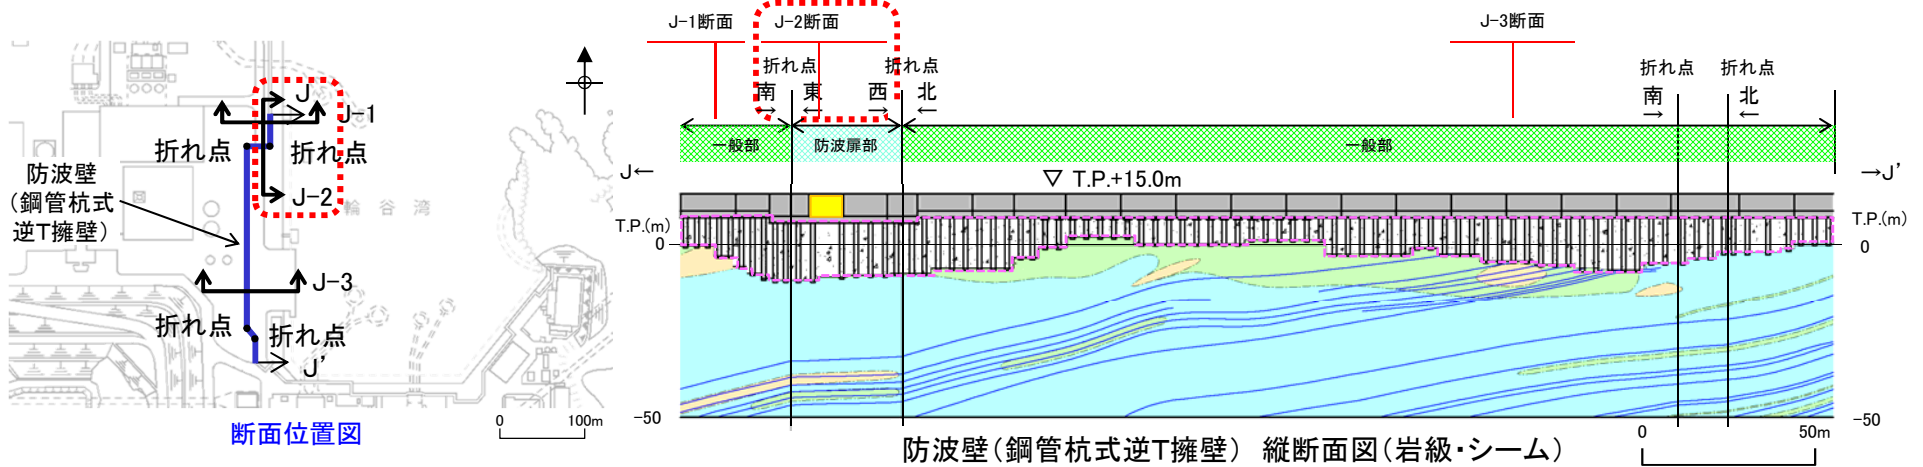 J
J-1
折れ点
折れ点
防波壁
(鋼管杭式
逆T擁壁)
J-2
輪谷湾
J-3
折れ点
折れ点
J'
0
100m
断面位置図
J-1断面
J-2断面
J-3断面
折れ点
折れ点
折れ点
折れ点
南
東
西
北
南
北
一般部
防波扉部
一般部
J←
▽ T.P.+15.0m
→J'
T.P.(m)
T.P.(m)
0
0
-50
-50
防波壁(鋼管杭式逆T擁壁) 縦断面図(岩級・シーム)
0
50m